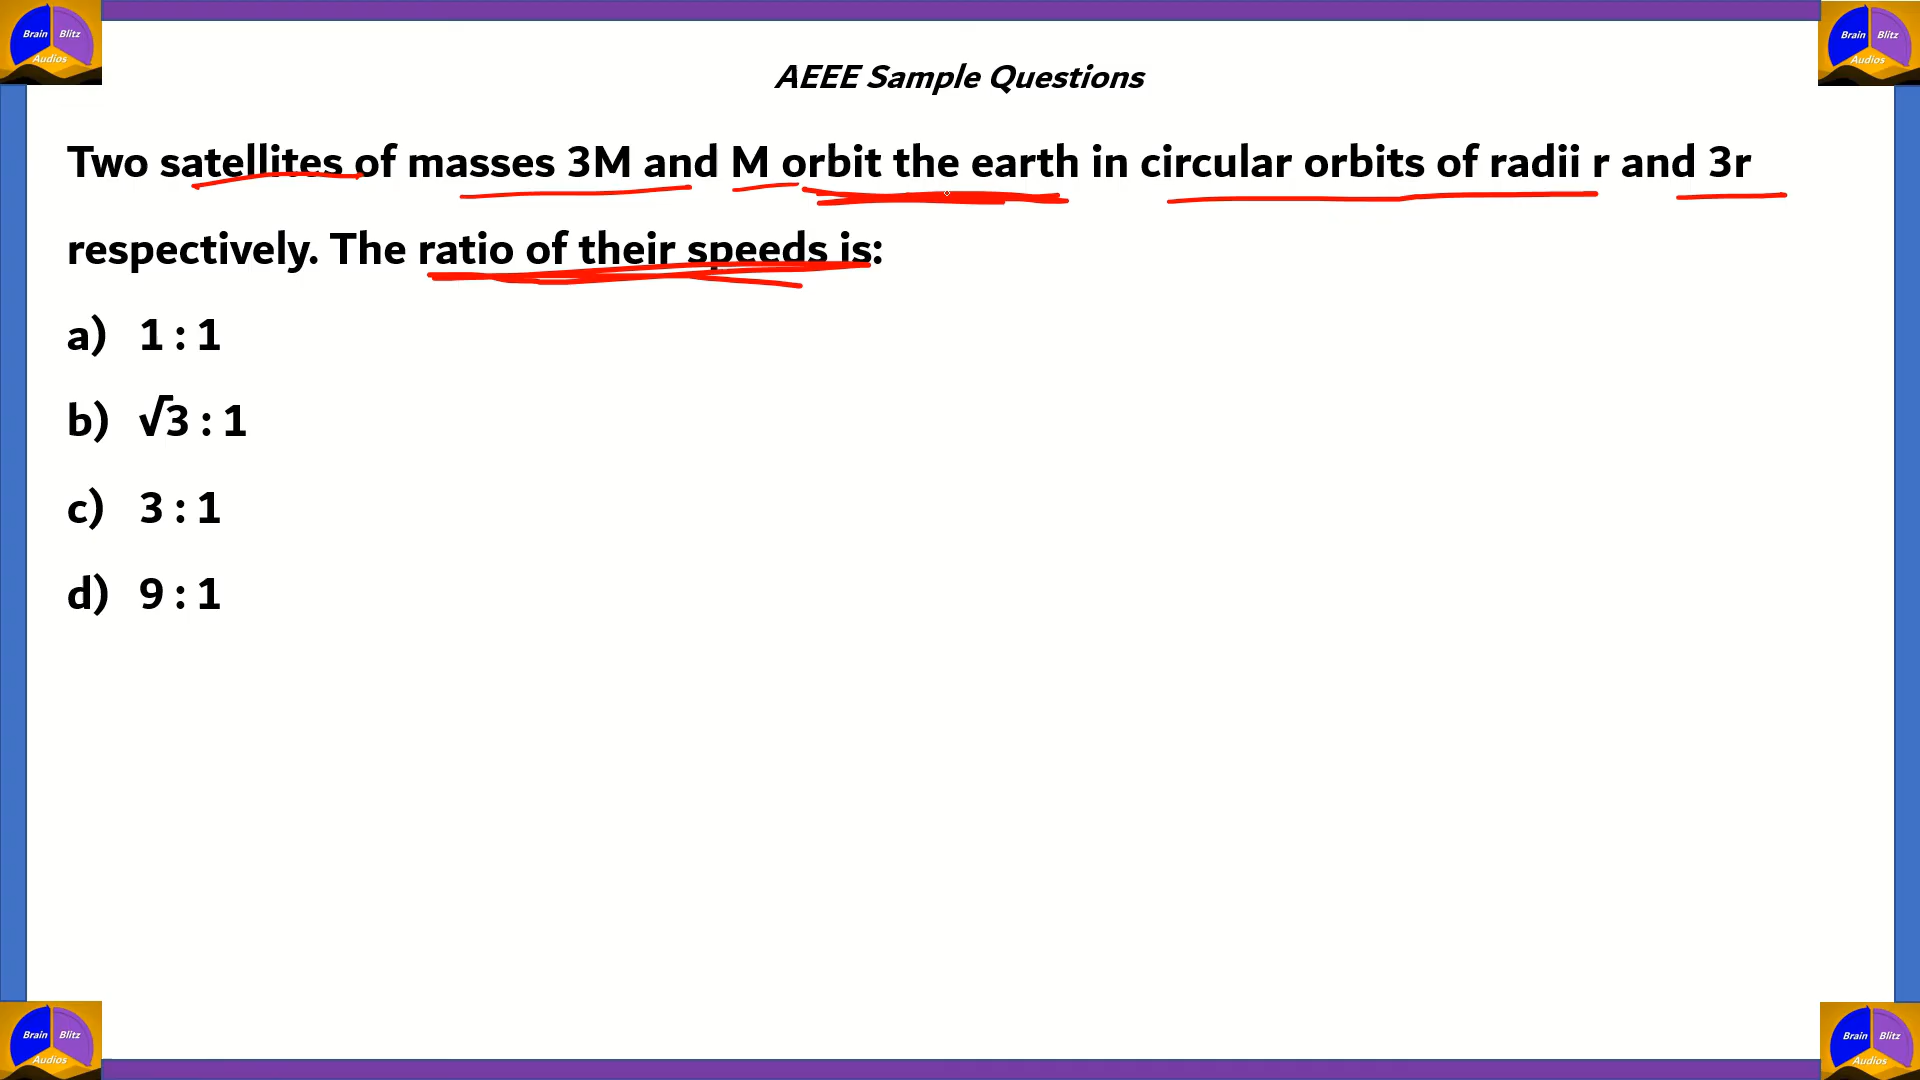 Brain Blitz
Audios
Brain Blitz
Audios
AEEE Sample Questions
Two satellites of masses 3M and M orbit the earth in circular orbits of radii r and 3r
respectively. The ratio of their speeds is:
a) 1 : 1
b) √3 : 1
c) 3 : 1
d) 9 : 1
Brain Blitz
Audios
Brain Blitz
Audios